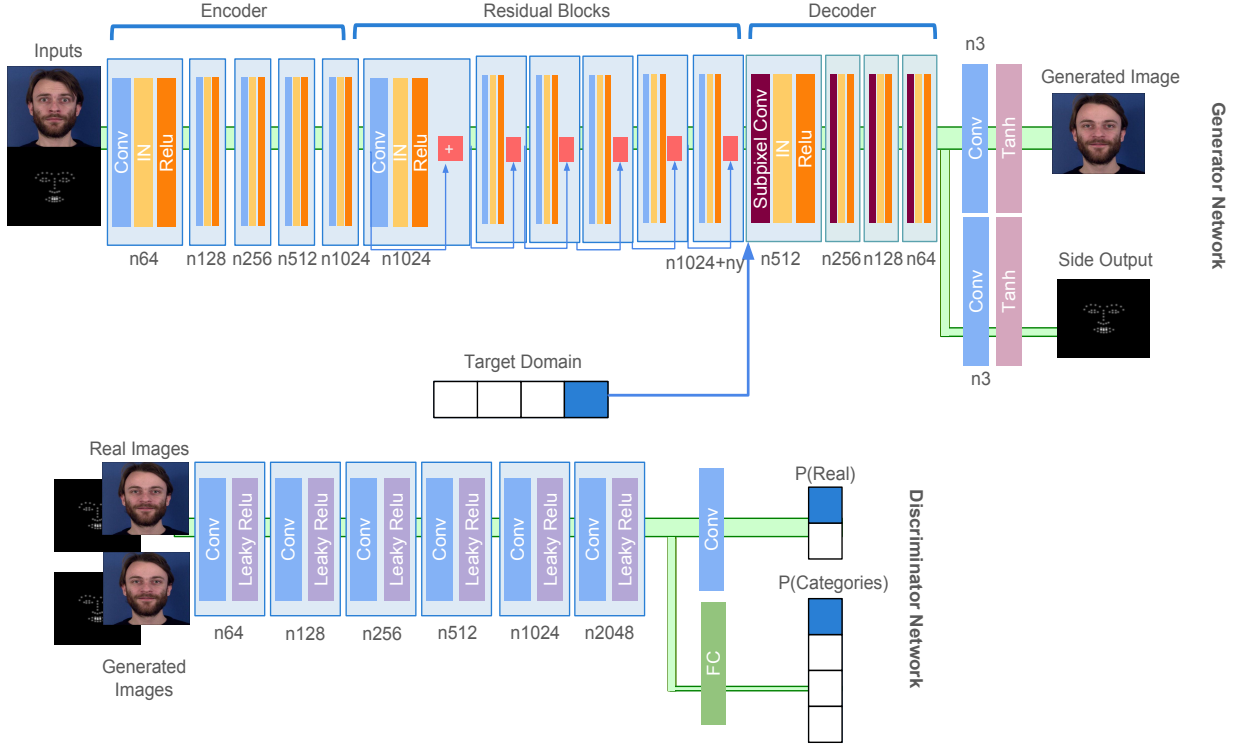 Encoder
Residual Blocks
Decoder
Inputs
n3
Generated Image
Conv
IN
Relu
Conv
IN
Relu
+
Subpixel Conv
IN
Relu
Conv
Tanh
n64
n128
n256
n512
n1024
n1024
n1024+ny
n512
n256
n128
n64
Side Output
Conv
Tanh
n3
Generator Network
Target Domain
Real Images
Conv
Leaky Relu
Conv
Leaky Relu
Conv
Leaky Relu
Conv
Leaky Relu
Conv
Leaky Relu
Conv
Leaky Relu
Conv
P(Real)
P(Categories)
FC
n64
n128
n256
n512
n1024
n2048
Generated
Images
Discriminator Network